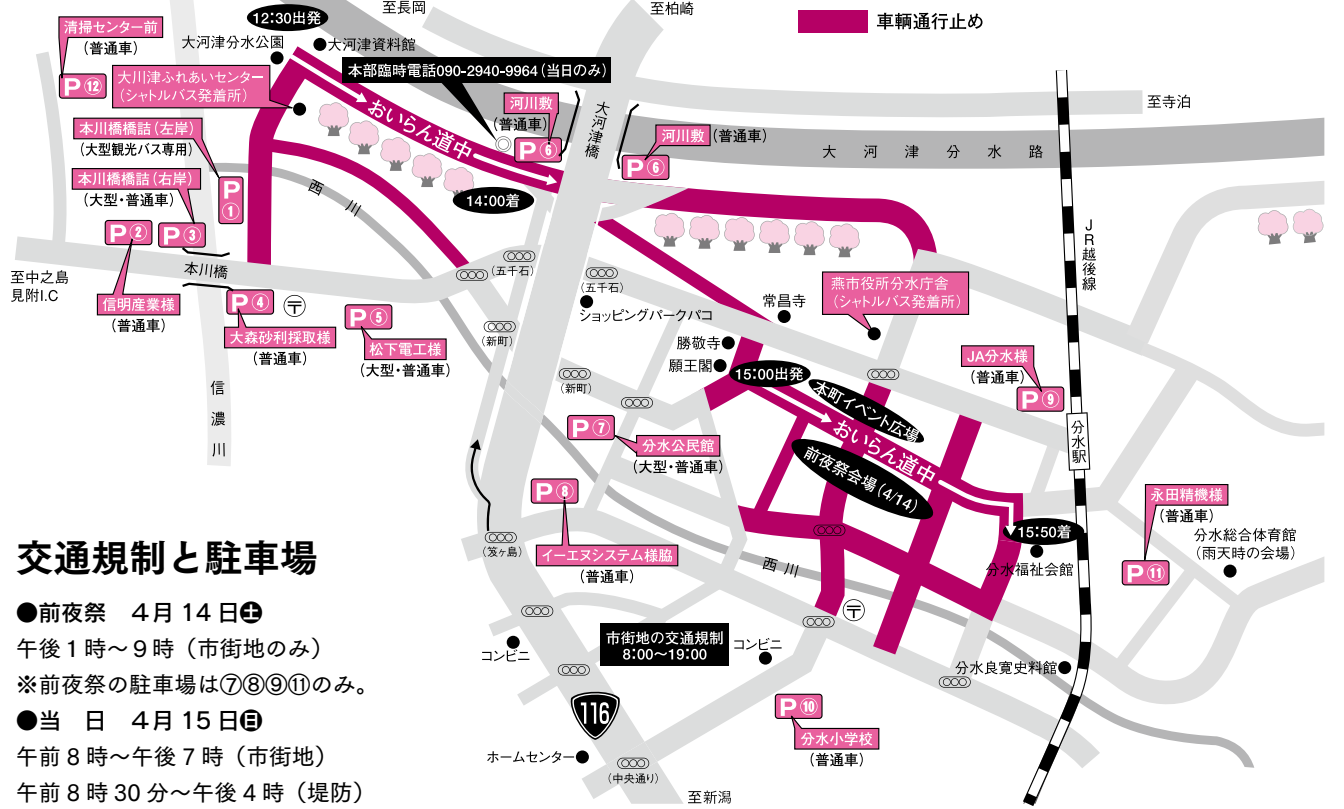 至長岡
至柏崎
車輌通行止め
12:30出発
清掃センター前
(普通車)
P⑫
大河津分水公園
大河津資料館
本部臨時電話090-2940-9964(当日のみ)
大川津ふれあいセンター
(シャトルバス発着所)
おいらん道中
河川敷
(普通車)
P⑥
大河津橋
河川敷
(普通車)
P⑥
至寺泊
大河津分水路
本川橋橋詰(左岸)
(大型観光バス専用)
P
①
本川橋橋詰(右岸)
(大型・普通車)
P②
P③
西川
14:00着
JR越後線
至中之島
見附I.C
本川橋
(五千石)
(五千石)
信明産業様
(普通車)
P④
〒
大森砂利採取様
(普通車)
P⑤
松下電工様
(大型・普通車)
ショッピングパークパコ
常昌寺
燕市役所分水庁舎
(シャトルバス発着所)
(新町)
勝敬寺
願王閣
(新町)
15:00出発
本町イベント広場
おいらん道中
前夜祭会場(4/14)
JA分水様
(普通車)
P⑨
信濃川
分水駅
P⑦
分水公民館
(大型・普通車)
P⑧
イーエヌシステム様脇
(普通車)
(笈ヶ島)
15:50着
分水福祉会館
永田精機様
(普通車)
P⑪
分水総合体育館
(雨天時の会場)
西川
〒
市街地の交通規制
8:00〜19:00
コンビニ
コンビニ
分水良寛史料館
116
P⑩
分水小学校
(普通車)
ホームセンター
(中央通り)
至新潟
交通規制と駐車場
●前夜祭 4月14日土
午後1時〜9時(市街地のみ)
※前夜祭の駐車場は⑦⑧⑨⑪のみ。
●当 日 4月15日日
午前8時〜午後7時(市街地)
午前8時30分〜午後4時(堤防)